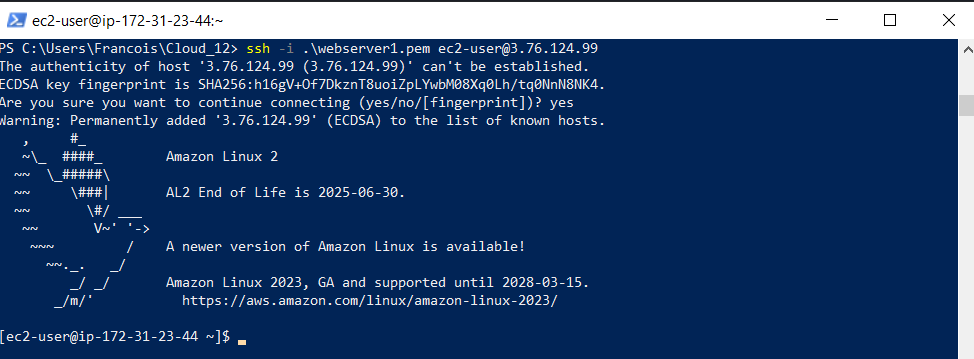 ec2-user@ip-172-31-23-44:~
PS C:\Users\Francois\Cloud_12> ssh -i .\webserver1.pem ec2-user@3.76.124.99
The authenticity of host '3.76.124.99 (3.76.124.99)' can't be established.
ECDSA key fingerprint is SHA256:h16gV+Of7DkznT8uoiZpLYwbM08Xq0Lh/tq0NnN8NK4.
Are you sure you want to continue connecting (yes/no/[fingerprint])? yes
Warning: Permanently added '3.76.124.99' (ECDSA) to the list of known hosts.
   ,     #_
   ~\_  ####_        Amazon Linux 2
  ~~  \_#####\
  ~~     \###|       AL2 End of Life is 2025-06-30.
  ~~       \#/ ___
   ~~       V~' '->
    ~~~         /    A newer version of Amazon Linux is available!
      ~~._.   _/
         _/ _/       Amazon Linux 2023, GA and supported until 2028-03-15.
       _/m/'           https://aws.amazon.com/linux/amazon-linux-2023/
[ec2-user@ip-172-31-23-44 ~]$